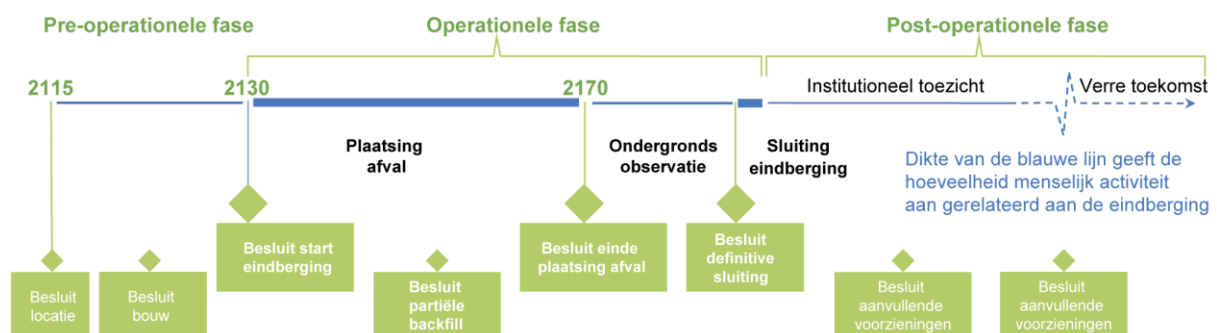 Pre-operationele fase
Operationele fase
Post-operationele fase
2115
2130
2170
Institutioneel toezicht
Verre toekomst
Plaatsing
afval
Ondergronds
observatie
Sluiting
eindberging
Dikte van de blauwe lijn geeft de
hoeveelheid menselijk activiteit
aan gerelateerd aan de eindberging
Besluit
locatie
Besluit
bouw
Besluit start
eindberging
Besluit
partiële
backfill
Besluit einde
plaatsing afval
Besluit
definitive
sluiting
Besluit
aanvullende
voorzieningen
Besluit
aanvullende
voorzieningen